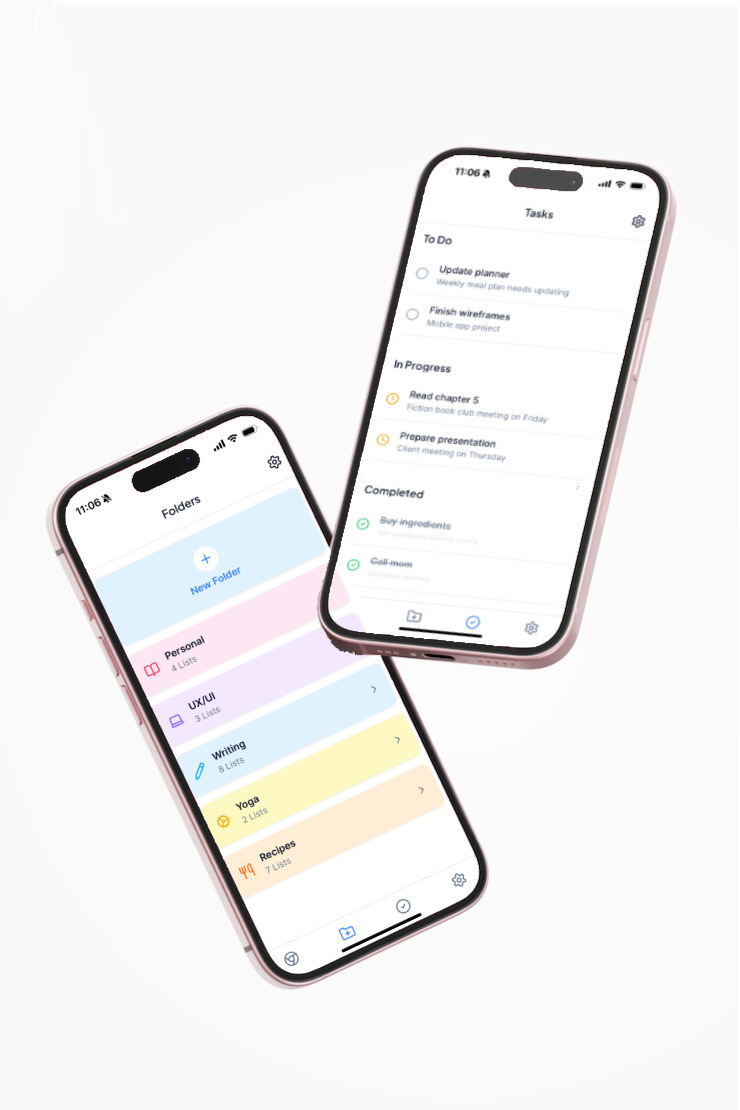 11:06
Tasks
To Do
Update planner
Weekly meal plan needs updating
Finish wireframes
Mobile app project
In Progress
Read chapter 5
Fiction book club meeting on Friday
Prepare presentation
Client meeting on Thursday
Completed
Buy ingredients
Call mom
11:06
Folders
New Folder
Personal
4 Lists
UX/UI
3 Lists
Writing
8 Lists
Yoga
2 Lists
Recipes
7 Lists